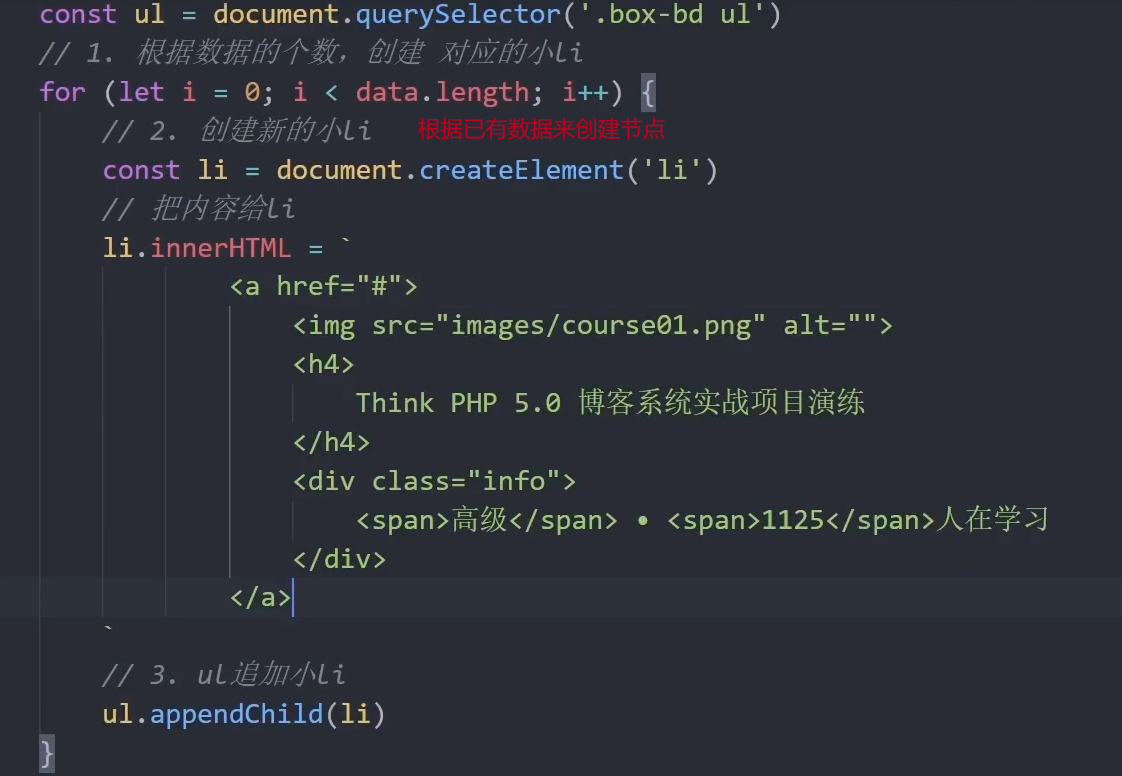 const ul = document.querySelector('.box-bd ul')
// 1. 根据数据的个数，创建 对应的小li
for (let i = 0; i < data.length; i++) {
// 2. 创建新的小li 根据已有数据来创建节点
const li = document.createElement('li')
// 把内容给li
li.innerHTML = `
<a href="#">
<img src="images/course01.png" alt="">
<h4>
Think PHP 5.0 博客系统实战项目演练
</h4>
<div class="info">
<span>高级</span> • <span>1125</span>人在学习
</div>
</a>
`
// 3. ul追加小li
ul.appendChild(li)
}